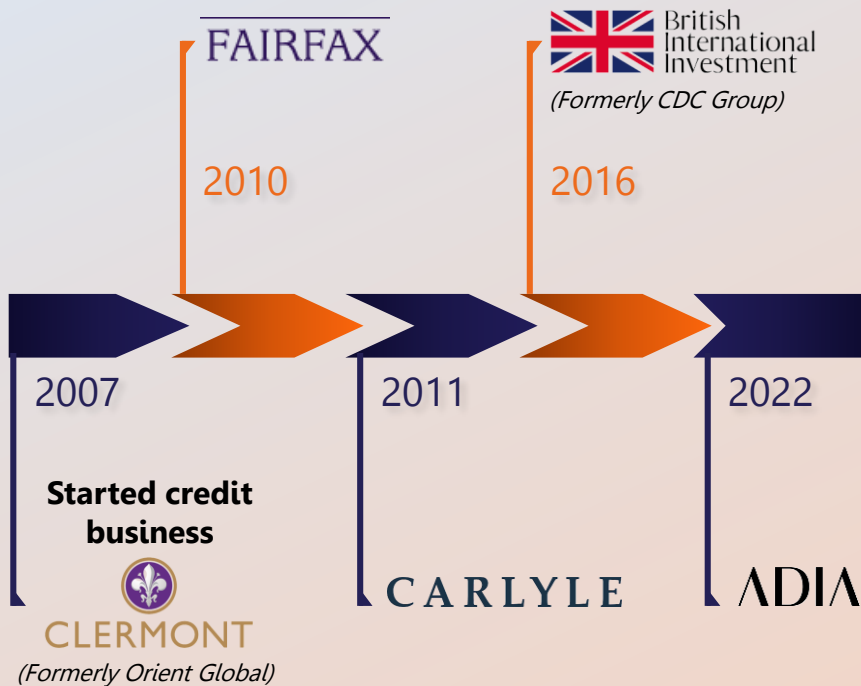 FAIRFAX
British
International
Investment
(Formerly CDC Group)
2010
2016
2007
2011
2022
Started credit
business
CLERMONT
(Formerly Orient Global)
CARLYLE
ADIA